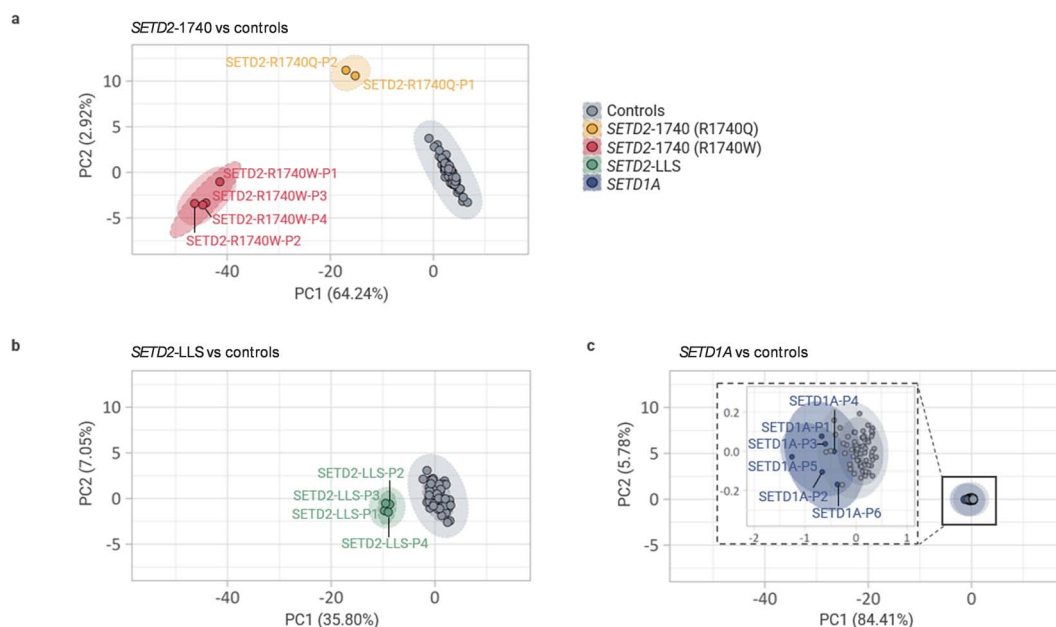 a
SETD2-1740 vs controls
SETD2-R1740Q-P2
SETD2-R1740Q-P1
10
5
0
-5
PC2 (2.92%)
SETD2-R1740W-P1
SETD2-R1740W-P3
SETD2-R1740W-P4
SETD2-R1740W-P2
-40 -20 0
PC1 (64.24%)
Controls
SETD2-1740 (R1740Q)
SETD2-1740 (R1740W)
SETD2-LLS
SETD1A
b
SETD2-LLS vs controls
10
5
0
-5
PC2 (7.05%)
SETD2-LLS-P2
SETD2-LLS-P3
SETD2-LLS-P1
SETD2-LLS-P4
-40 -20 0
PC1 (35.80%)
c
SETD1A vs controls
10
5
0
-5
PC2 (5.78%)
0.2
0.0
-0.2
SETD1A-P4
SETD1A-P1
SETD1A-P3
SETD1A-P5
SETD1A-P2
SETD1A-P6
-2 -1 0 1
-40 -20 0
PC1 (84.41%)